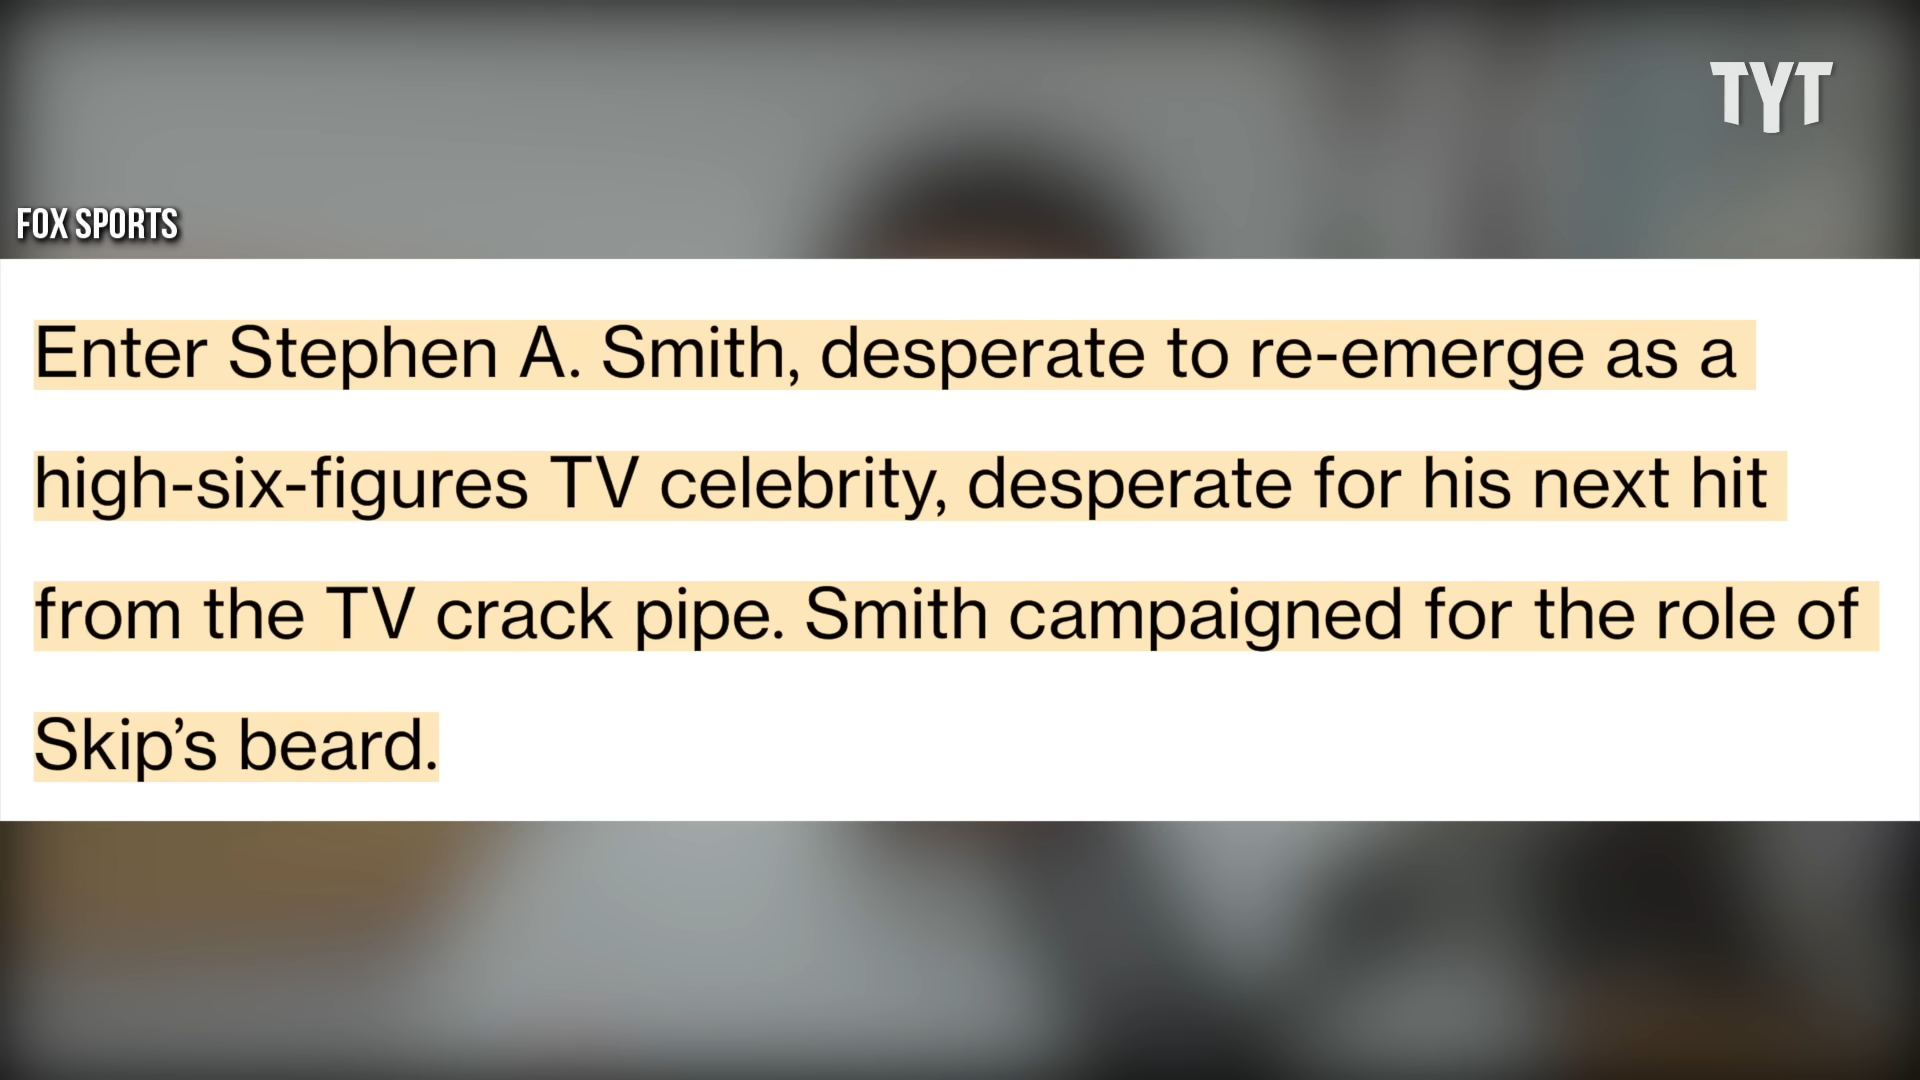 TYT
FOX SPORTS
Enter Stephen A. Smith, desperate to re-emerge as a
high-six-figures TV celebrity, desperate for his next hit
from the TV crack pipe. Smith campaigned for the role of
Skip’s beard.